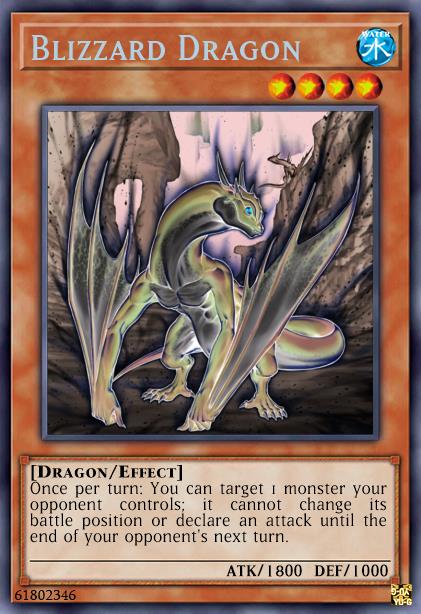 Blizzard Dragon
WATER
水
[Dragon/Effect]
Once per turn: You can target 1 monster your
opponent controls; it cannot change its
battle position or declare an attack until the
end of your opponent's next turn.
ATK/1800 DEF/1000
61802346